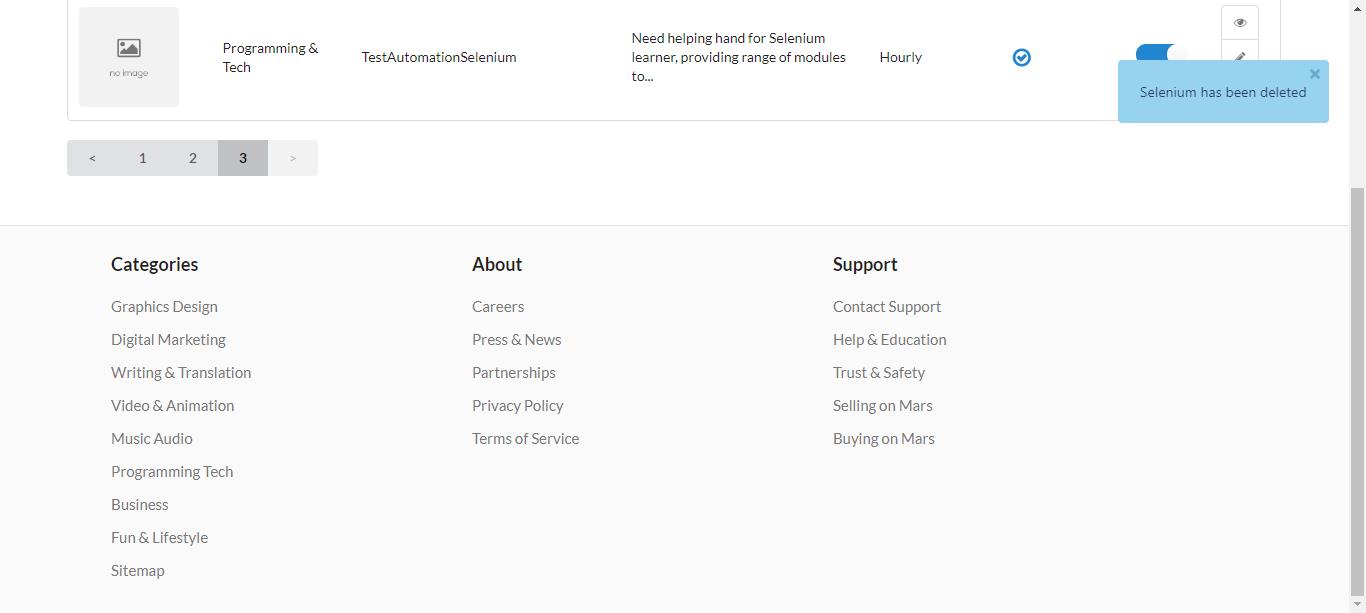 no image
Programming &
Tech
TestAutomationSelenium
Need helping hand for Selenium
learner, providing range of modules
to...
Hourly
Selenium has been deleted
<
1
2
3
>
Categories
Graphics Design
Digital Marketing
Writing & Translation
Video & Animation
Music Audio
Programming Tech
Business
Fun & Lifestyle
Sitemap
About
Careers
Press & News
Partnerships
Privacy Policy
Terms of Service
Support
Contact Support
Help & Education
Trust & Safety
Selling on Mars
Buying on Mars